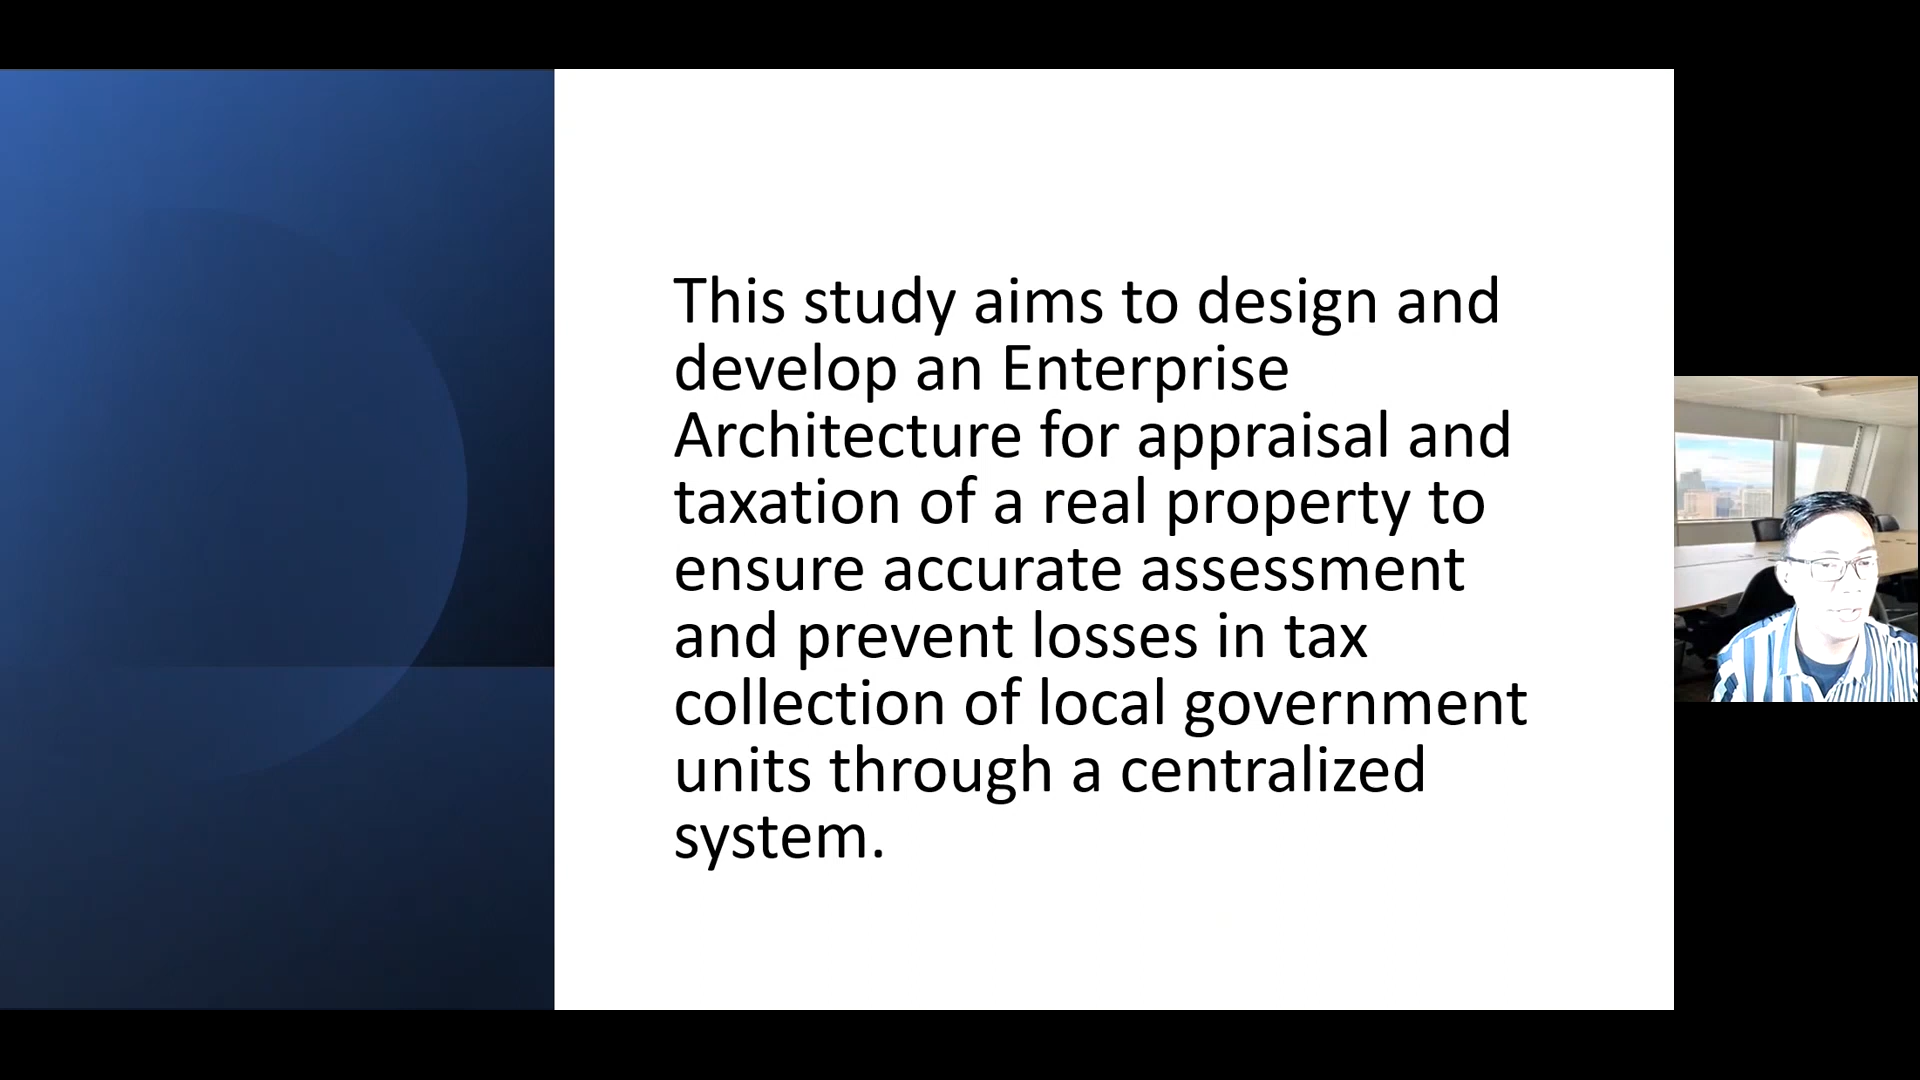 This study aims to design and
develop an Enterprise
Architecture for appraisal and
taxation of a real property to
ensure accurate assessment
and prevent losses in tax
collection of local government
units through a centralized
system.